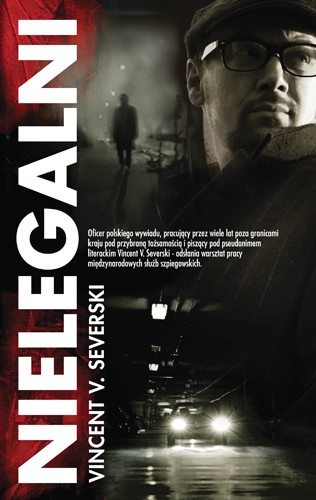 NIELEGALNI
VINCENT V. SEVERSKI
Oficer polskiego wywiadu, pracujący przez wiele lat poza granicami
kraju pod przybraną tożsamością i piszący pod pseudonimem
literackim Vincent V. Severski - odsłania warsztat pracy
międzynarodowych służb szpiegowskich.